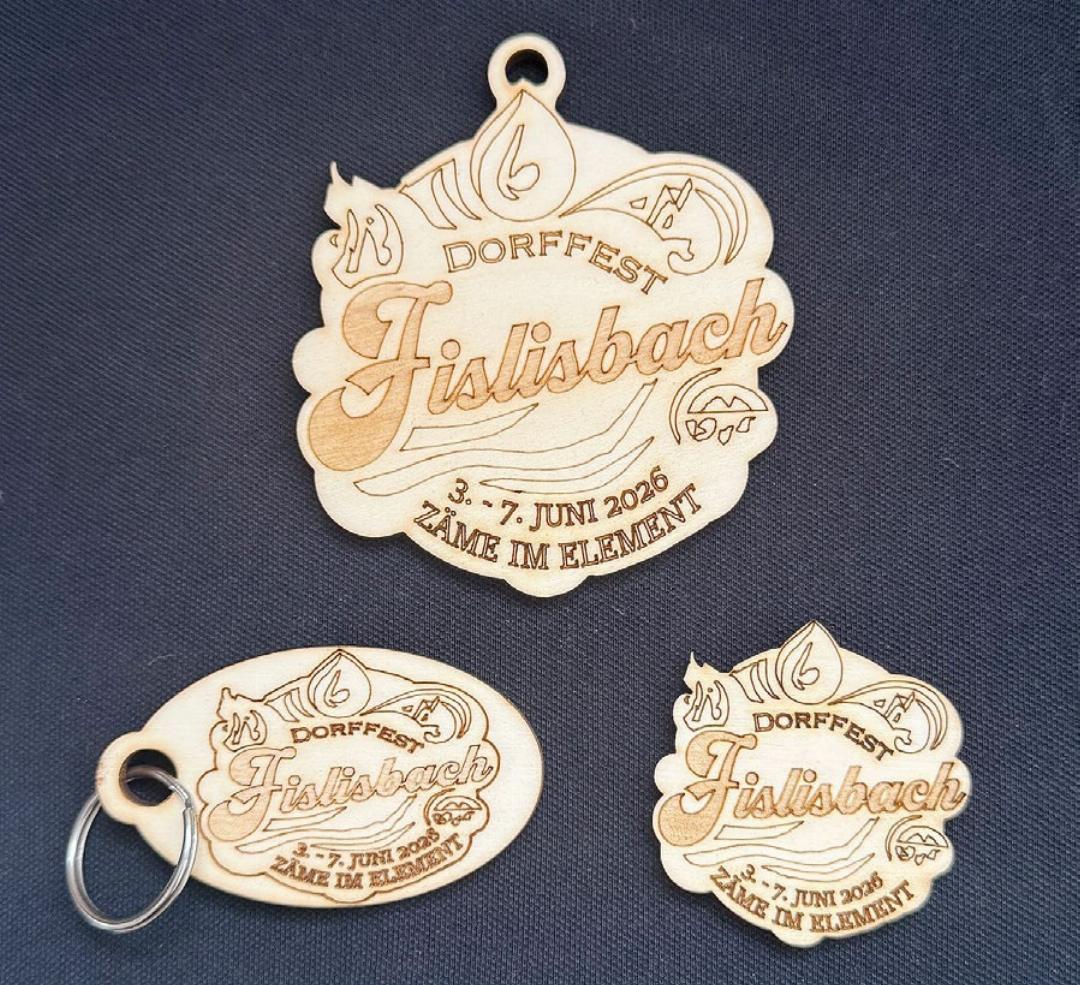 DORFFEST
Fislisbach
3. - 7. JUNI 2026
ZÄME IM ELEMENT
DORFFEST
Fislisbach
3. - 7. JUNI 2026
ZÄME IM ELEMENT
DORFFEST
Fislisbach
3. - 7. JUNI 2026
ZÄME IM ELEMENT